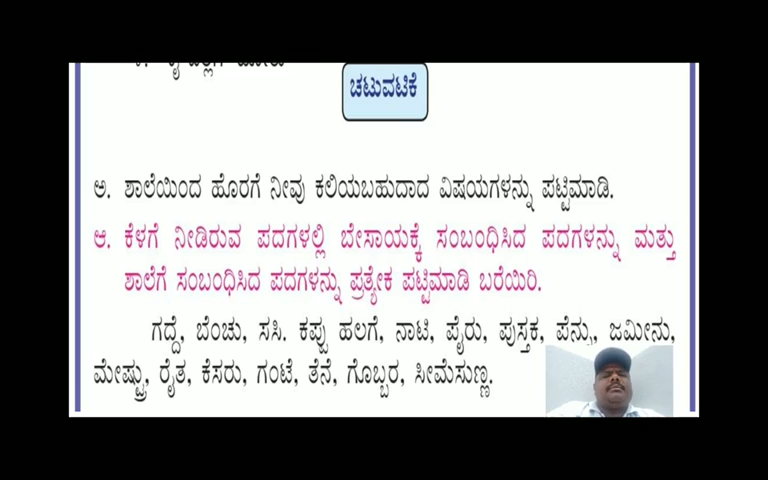 ಚಟುವಟಿಕೆ
ಅ. ಶಾಲೆಯಿಂದ ಹೊರಗೆ ನೀವು ಕಲಿಯಬಹುದಾದ ವಿಷಯಗಳನ್ನು ಪಟ್ಟಿಮಾಡಿ.
ಆ. ಕೆಳಗೆ ನೀಡಿರುವ ಪದಗಳಲ್ಲಿ ಬೇಸಾಯಕ್ಕೆ ಸಂಬಂಧಿಸಿದ ಪದಗಳನ್ನು ಮತ್ತು
ಶಾಲೆಗೆ ಸಂಬಂಧಿಸಿದ ಪದಗಳನ್ನು ಪ್ರತ್ಯೇಕ ಪಟ್ಟಿಮಾಡಿ ಬರೆಯಿರಿ.
ಗದ್ದೆ, ಬೆಂಚು, ಸಸಿ. ಕಪ್ಪು ಹಲಗೆ, ನಾಟಿ, ಪೈರು, ಪುಸ್ತಕ, ಪೆನ್ನು, ಜಮೀನು,
ಮೇಷ್ಟ್ರು, ರೈತ, ಕೆಸರು, ಗಂಟೆ, ತೆನೆ, ಗೊಬ್ಬರ, ಸೀಮೆಸುಣ್ಣ.